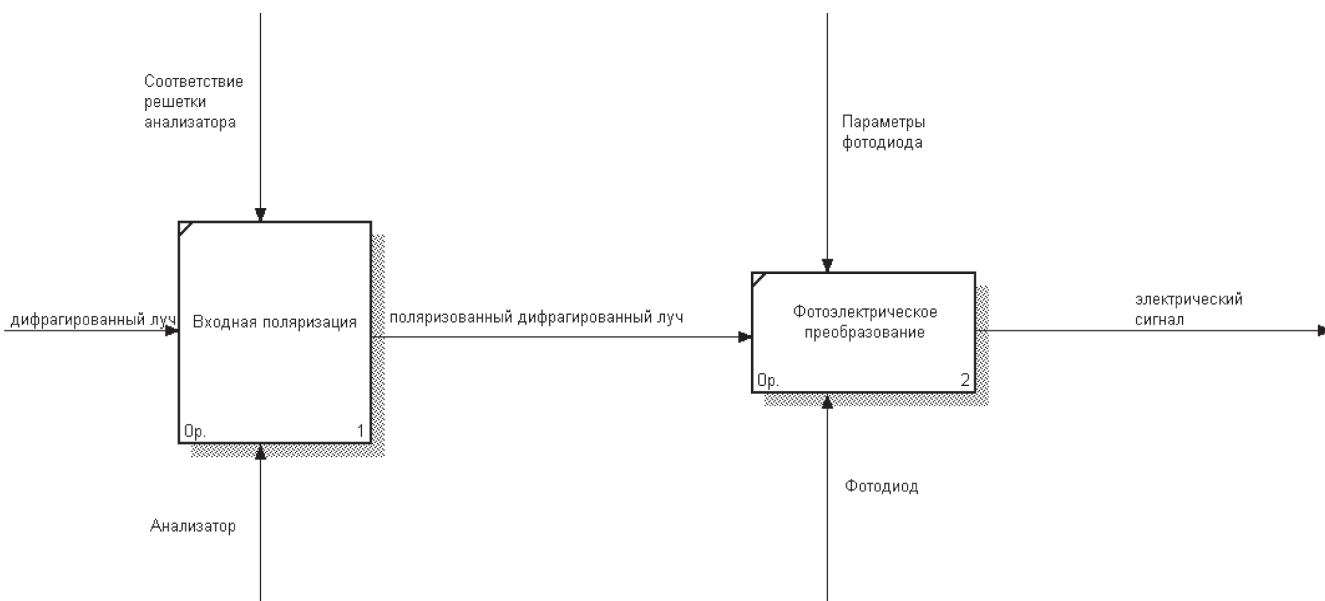 Соответствие
решетки
анализатора
Параметры
фотодиода
дифрагированный луч
Входная поляризация
0р.
1
поляризованный дифрагированный луч
Фотоэлектрическое
преобразование
0р.
2
электрический
сигнал
Анализатор
Фотодиод